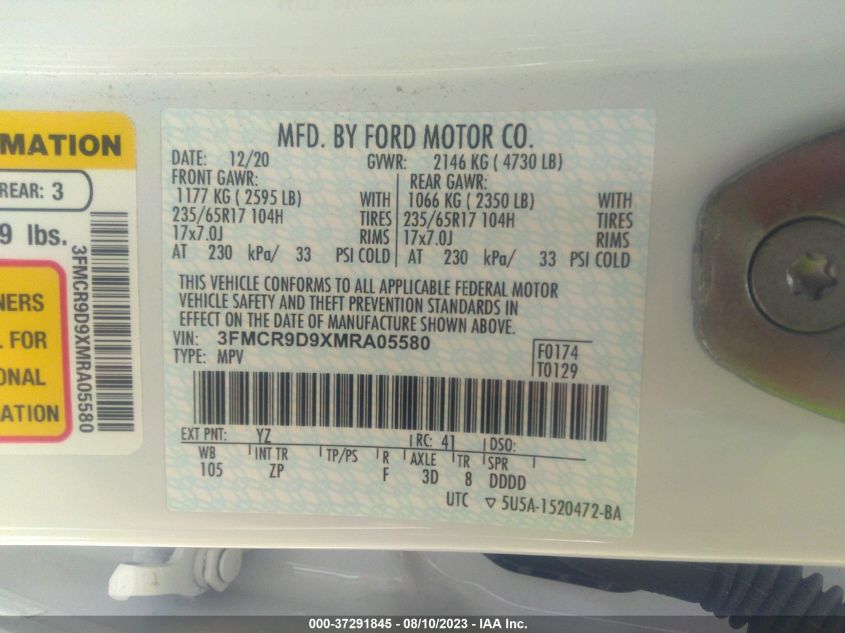 MATION
REAR: 3
9 lbs.
NERS
L FOR
ONAL
ATION
3FMCR9D9XMRA05580
MFD. BY FORD MOTOR CO.
DATE: 12/20 GVWR: 2146 KG ( 4730 LB)
FRONT GAWR: REAR GAWR:
1177 KG ( 2595 LB) WITH 1066 KG ( 2350 LB) WITH
235/65R17 104H TIRES 235/65R17 104H TIRES
17x7.0J RIMS 17x7.0J RIMS
AT 230 kPa/ 33 PSI COLD AT 230 kPa/ 33 PSI COLD
THIS VEHICLE CONFORMS TO ALL APPLICABLE FEDERAL MOTOR
VEHICLE SAFETY AND THEFT PREVENTION STANDARDS IN
EFFECT ON THE DATE OF MANUFACTURE SHOWN ABOVE.
VIN: 3FMCR9D9XMRA05580
TYPE: MPV
F0174
T0129
EXT PNT: YZ RC: 41 DSO:
WB INT TR TP/PS R AXLE TR SPR
105 ZP F 3D 8 DDDD
UTC ▽ 5U5A-1520472-BA
000-37291845 - 08/10/2023 - IAA Inc.